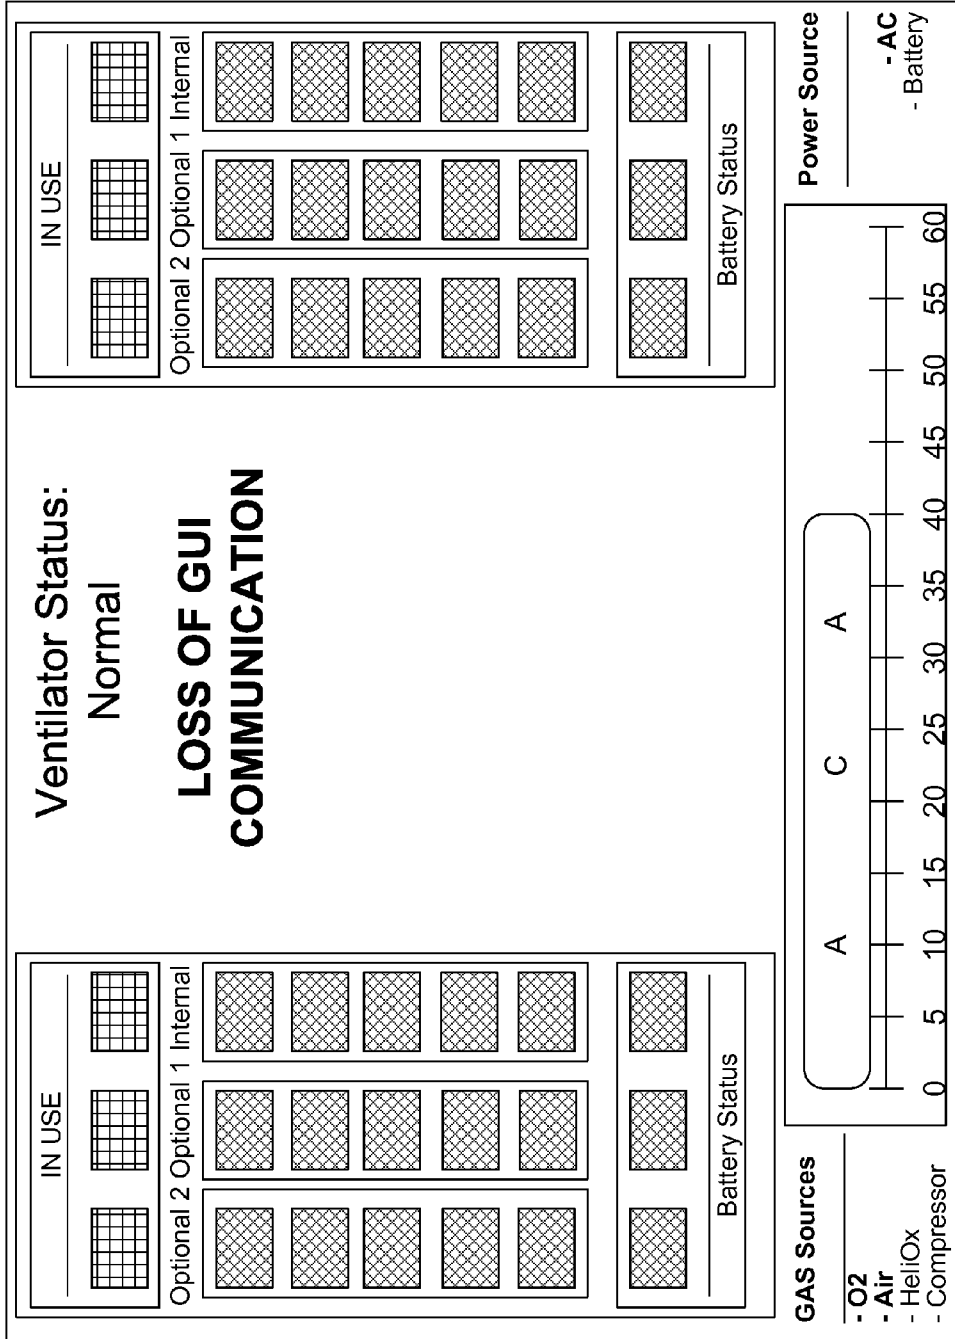 Ventilator Status:
Normal
LOSS OF GUI
COMMUNICATION
IN USE
Optional 2 Optional 1 Internal
Battery Status
IN USE
Optional 2 Optional 1 Internal
Battery Status
GAS Sources
- O2
- Air
- HeliOx
- Compressor
A C A
0 5 10 15 20 25 30 35 40 45 50 55 60
Power Source
- AC
- Battery